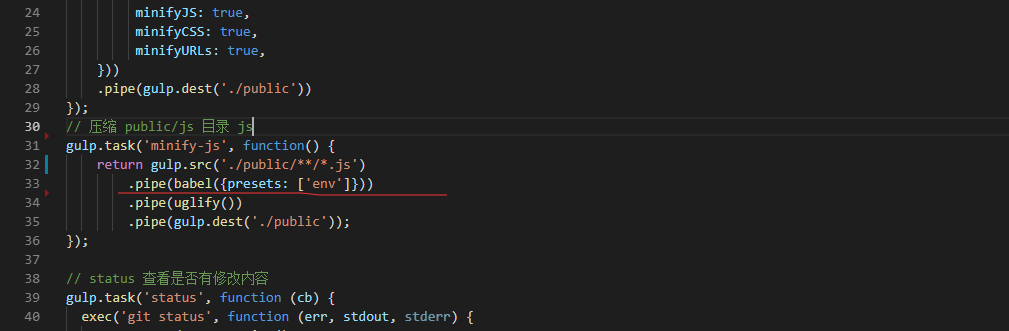 24 minifyJS: true,
25 minifyCSS: true,
26 minifyURLs: true,
27 }))
28 .pipe(gulp.dest('./public'))
29 });
30 // 压缩 public/js 目录 js
31 gulp.task('minify-js', function() {
32 return gulp.src('./public/**/*.js')
33 .pipe(babel({presets: ['env']}))
34 .pipe(uglify())
35 .pipe(gulp.dest('./public'));
36 });
37
38 // status 查看是否有修改内容
39 gulp.task('status', function (cb) {
40 exec('git status', function (err, stdout, stderr) {